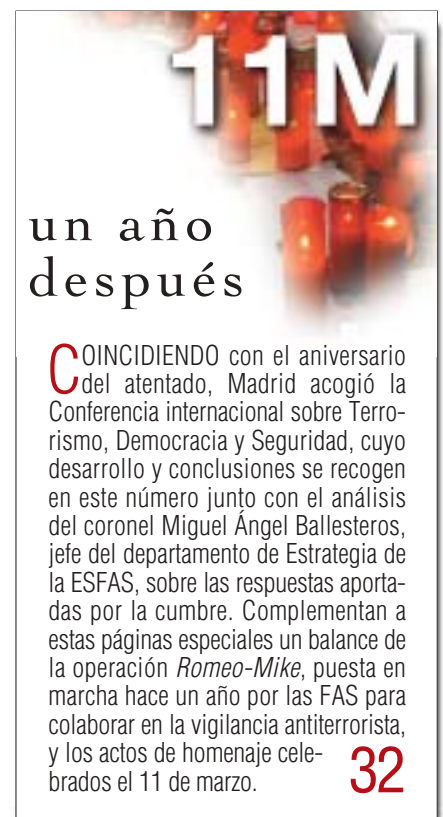 11M
un año
después
COINCIDIENDO con el aniversario
del atentado, Madrid acogió la
Conferencia internacional sobre Terro-
rismo, Democracia y Seguridad, cuyo
desarrollo y conclusiones se recogen
en este número junto con el análisis
del coronel Miguel Ángel Ballesteros,
jefe del departamento de Estrategia de
la ESFAS, sobre las respuestas aporta-
das por la cumbre. Complementan a
estas páginas especiales un balance de
la operación Romeo-Mike, puesta en
marcha hace un año por las FAS para
colaborar en la vigilancia antiterrorista,
y los actos de homenaje cele-
brados el 11 de marzo. 32